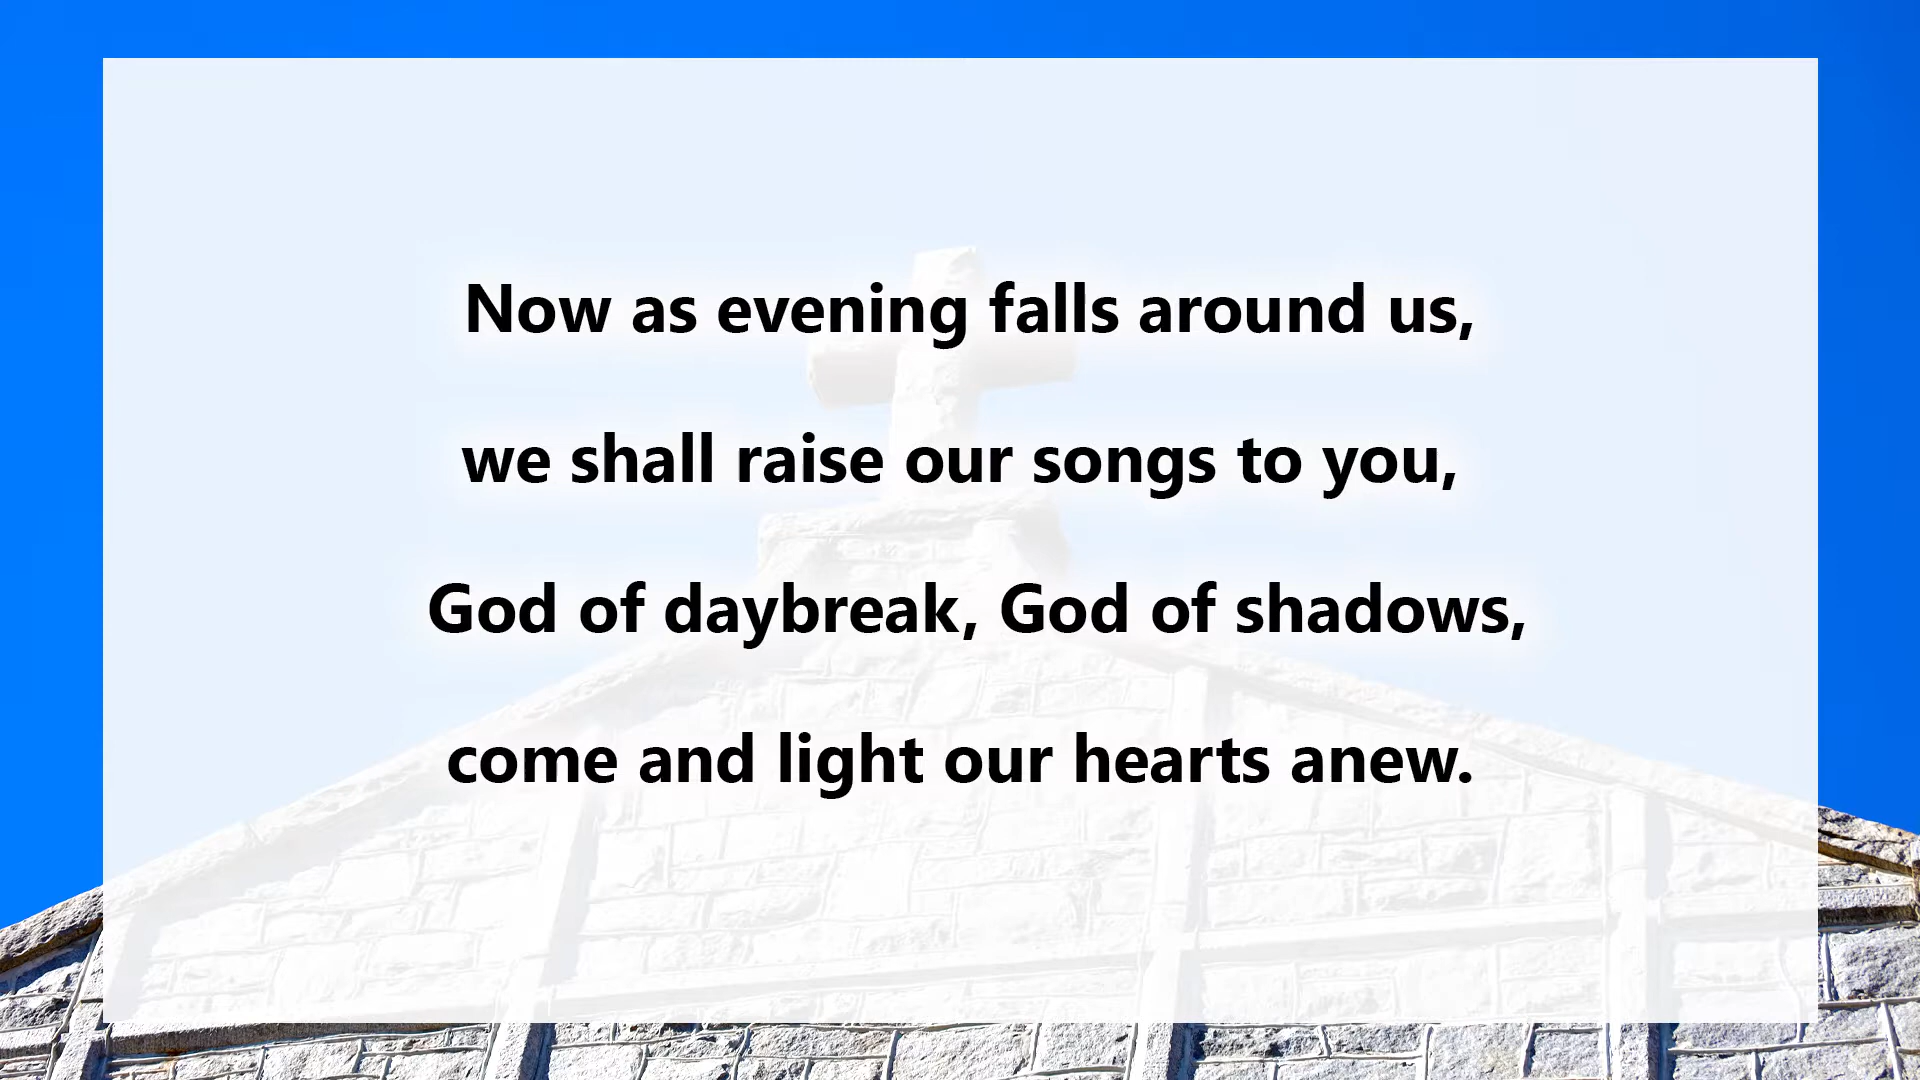 Now as evening falls around us,
we shall raise our songs to you,
God of daybreak, God of shadows,
come and light our hearts anew.